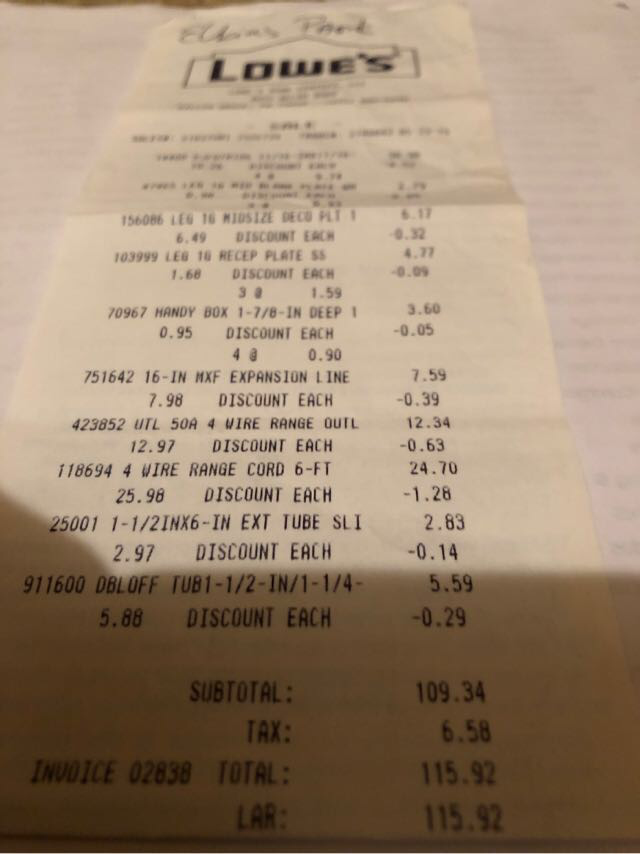 LOWE'S
SALE
DISCOUNT EACH
DISCOUNT EACH
156086 LEG 1G MIDSIZE DECO PLT 1 6.17
6.49 DISCOUNT EACH -0.32
103999 LEG 1G RECEP PLATE SS 4.77
1.68 DISCOUNT EACH -0.09
3 @ 1.59
70967 HANDY BOX 1-7/8-IN DEEP 1 3.60
0.95 DISCOUNT EACH -0.05
4 @ 0.90
751642 16-IN MXF EXPANSION LINE 7.59
7.98 DISCOUNT EACH -0.39
423852 UTL 50A 4 WIRE RANGE OUTL 12.34
12.97 DISCOUNT EACH -0.63
118694 4 WIRE RANGE CORD 6-FT 24.70
25.98 DISCOUNT EACH -1.28
25001 1-1/2INX6-IN EXT TUBE SLI 2.83
2.97 DISCOUNT EACH -0.14
911600 DBLOFF TUB1-1/2-IN/1-1/4- 5.59
5.88 DISCOUNT EACH -0.29
SUBTOTAL: 109.34
TAX: 6.58
INVOICE 02838 TOTAL: 115.92
LAR: 115.92